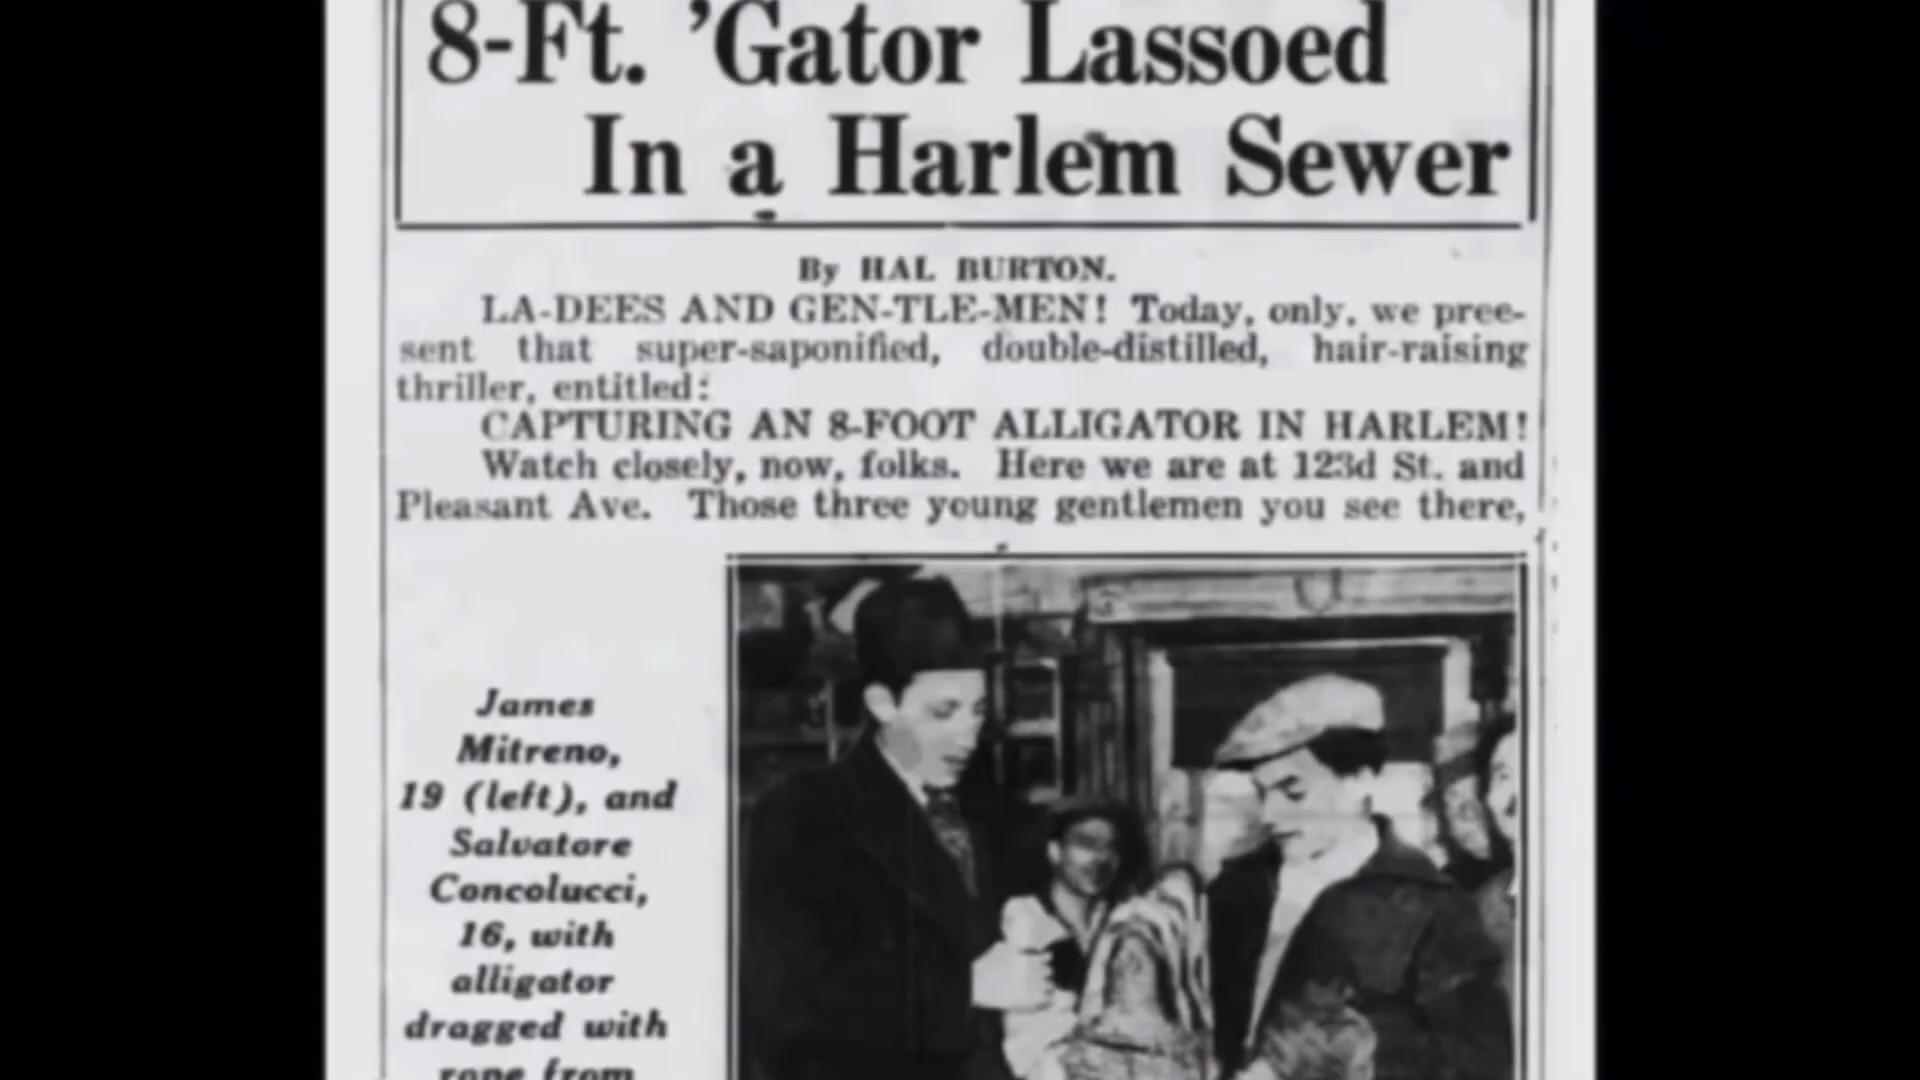 8-Ft. 'Gator Lassoed
In a Harlem Sewer
By HAL BURTON.
LA-DEES AND GEN-TLE-MEN! Today, only, we pree-
sent that super-saponified, double-distilled, hair-raising
thriller, entitled:
CAPTURING AN 8-FOOT ALLIGATOR IN HARLEM!
Watch closely, now, folks. Here we are at 123d St. and
Pleasant Ave. Those three young gentlemen you see there,
James
Mitreno,
19 (left), and
Salvatore
Concolucci,
16, with
alligator
dragged with
rope from